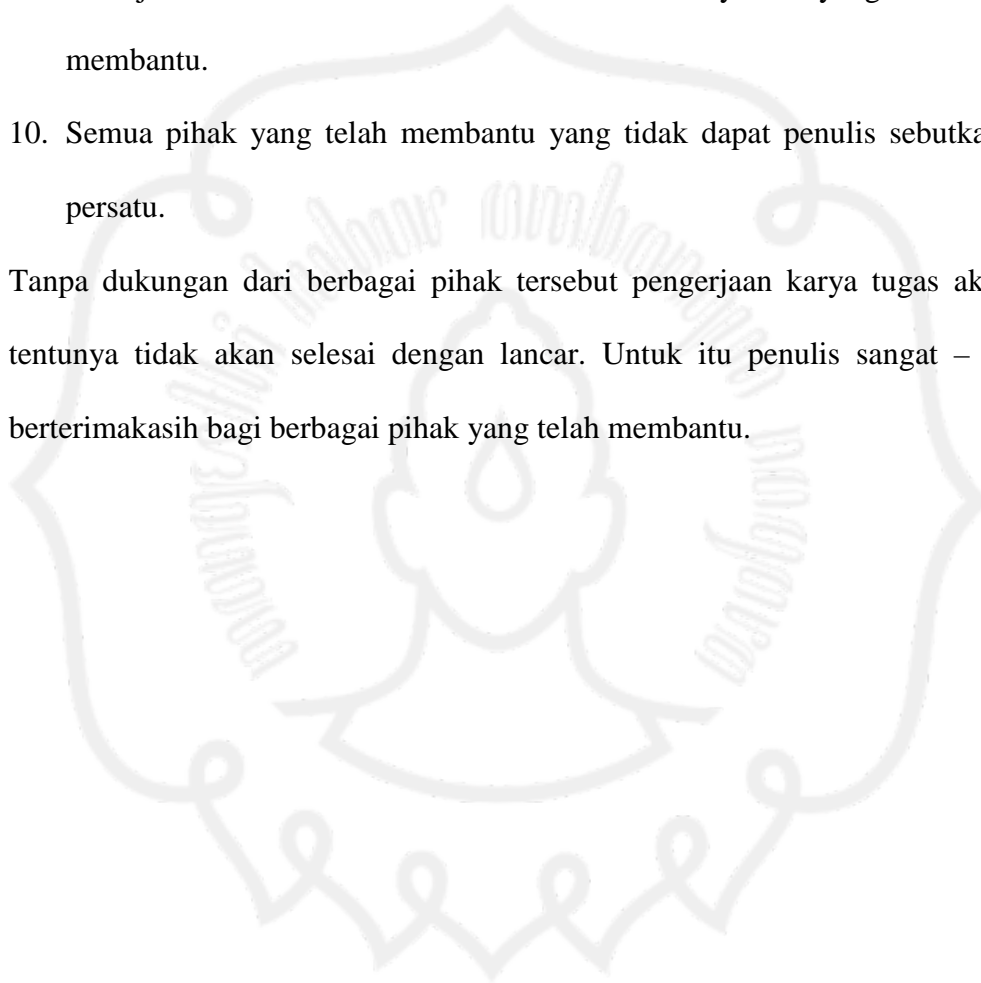 membantu.
10. Semua pihak yang telah membantu yang tidak dapat penulis sebutka
persatu.
Tanpa dukungan dari berbagai pihak tersebut pengerjaan karya tugas ak
tentunya tidak akan selesai dengan lancar. Untuk itu penulis sangat –
berterimakasih bagi berbagai pihak yang telah membantu.